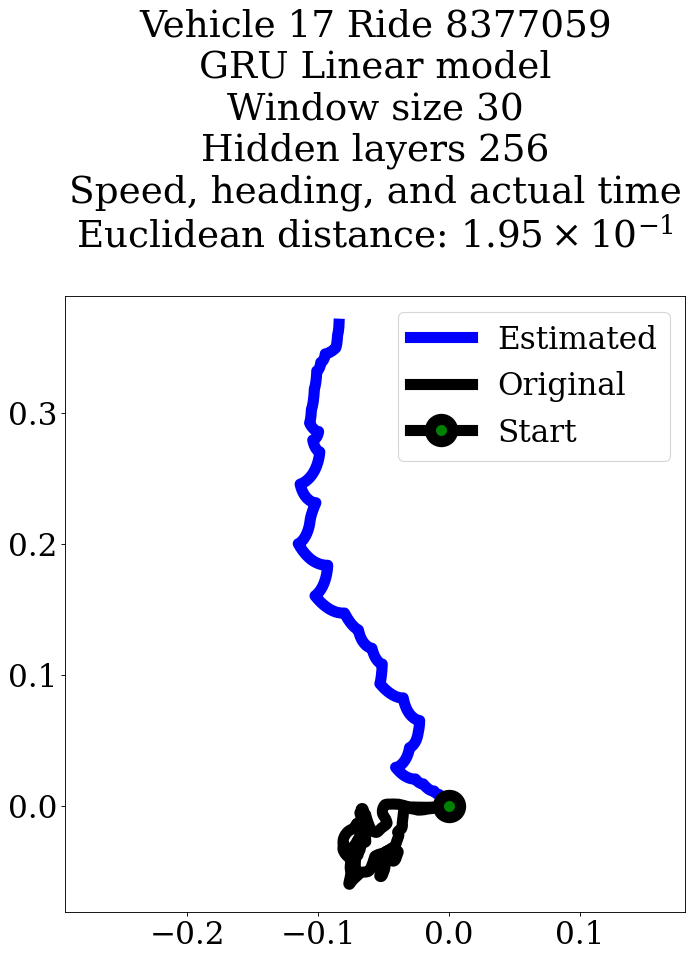 Vehicle 17 Ride 8377059
GRU Linear model
Window size 30
Hidden layers 256
Speed, heading, and actual time
Euclidean distance: 1.95 × 10⁻¹
Estimated
Original
Start
0.3
0.2
0.1
0.0
−0.2 −0.1 0.0 0.1